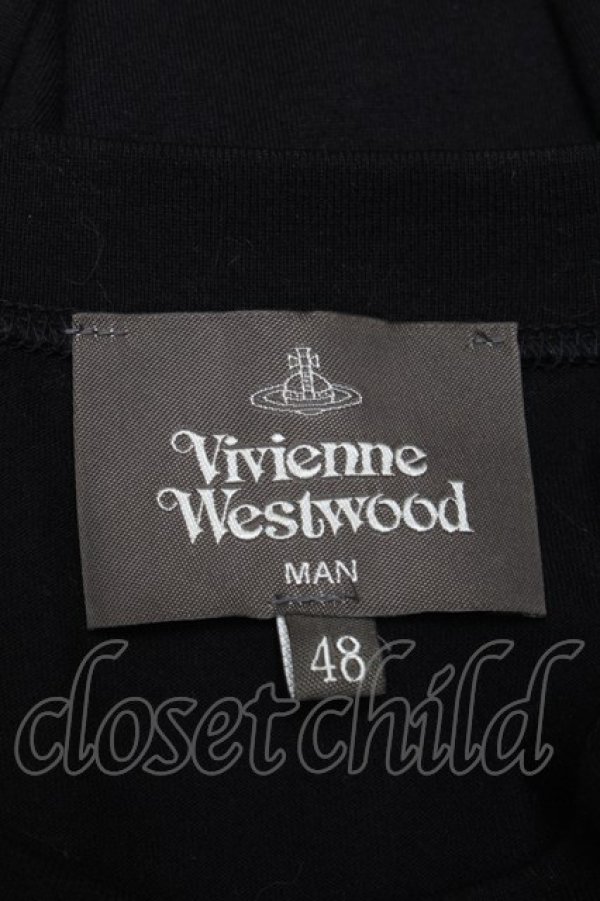 Vivienne
Westwood
MAN
48
closet child